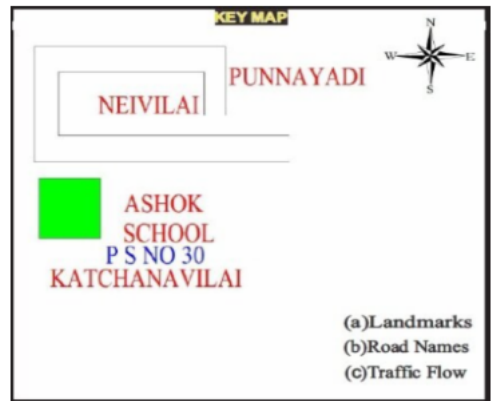 KEY MAP
N
W E
S
PUNNAYADI
NEIVILAI
ASHOK
SCHOOL
P S NO 30
KATCHANAVILAI
(a)Landmarks
(b)Road Names
(c)Traffic Flow